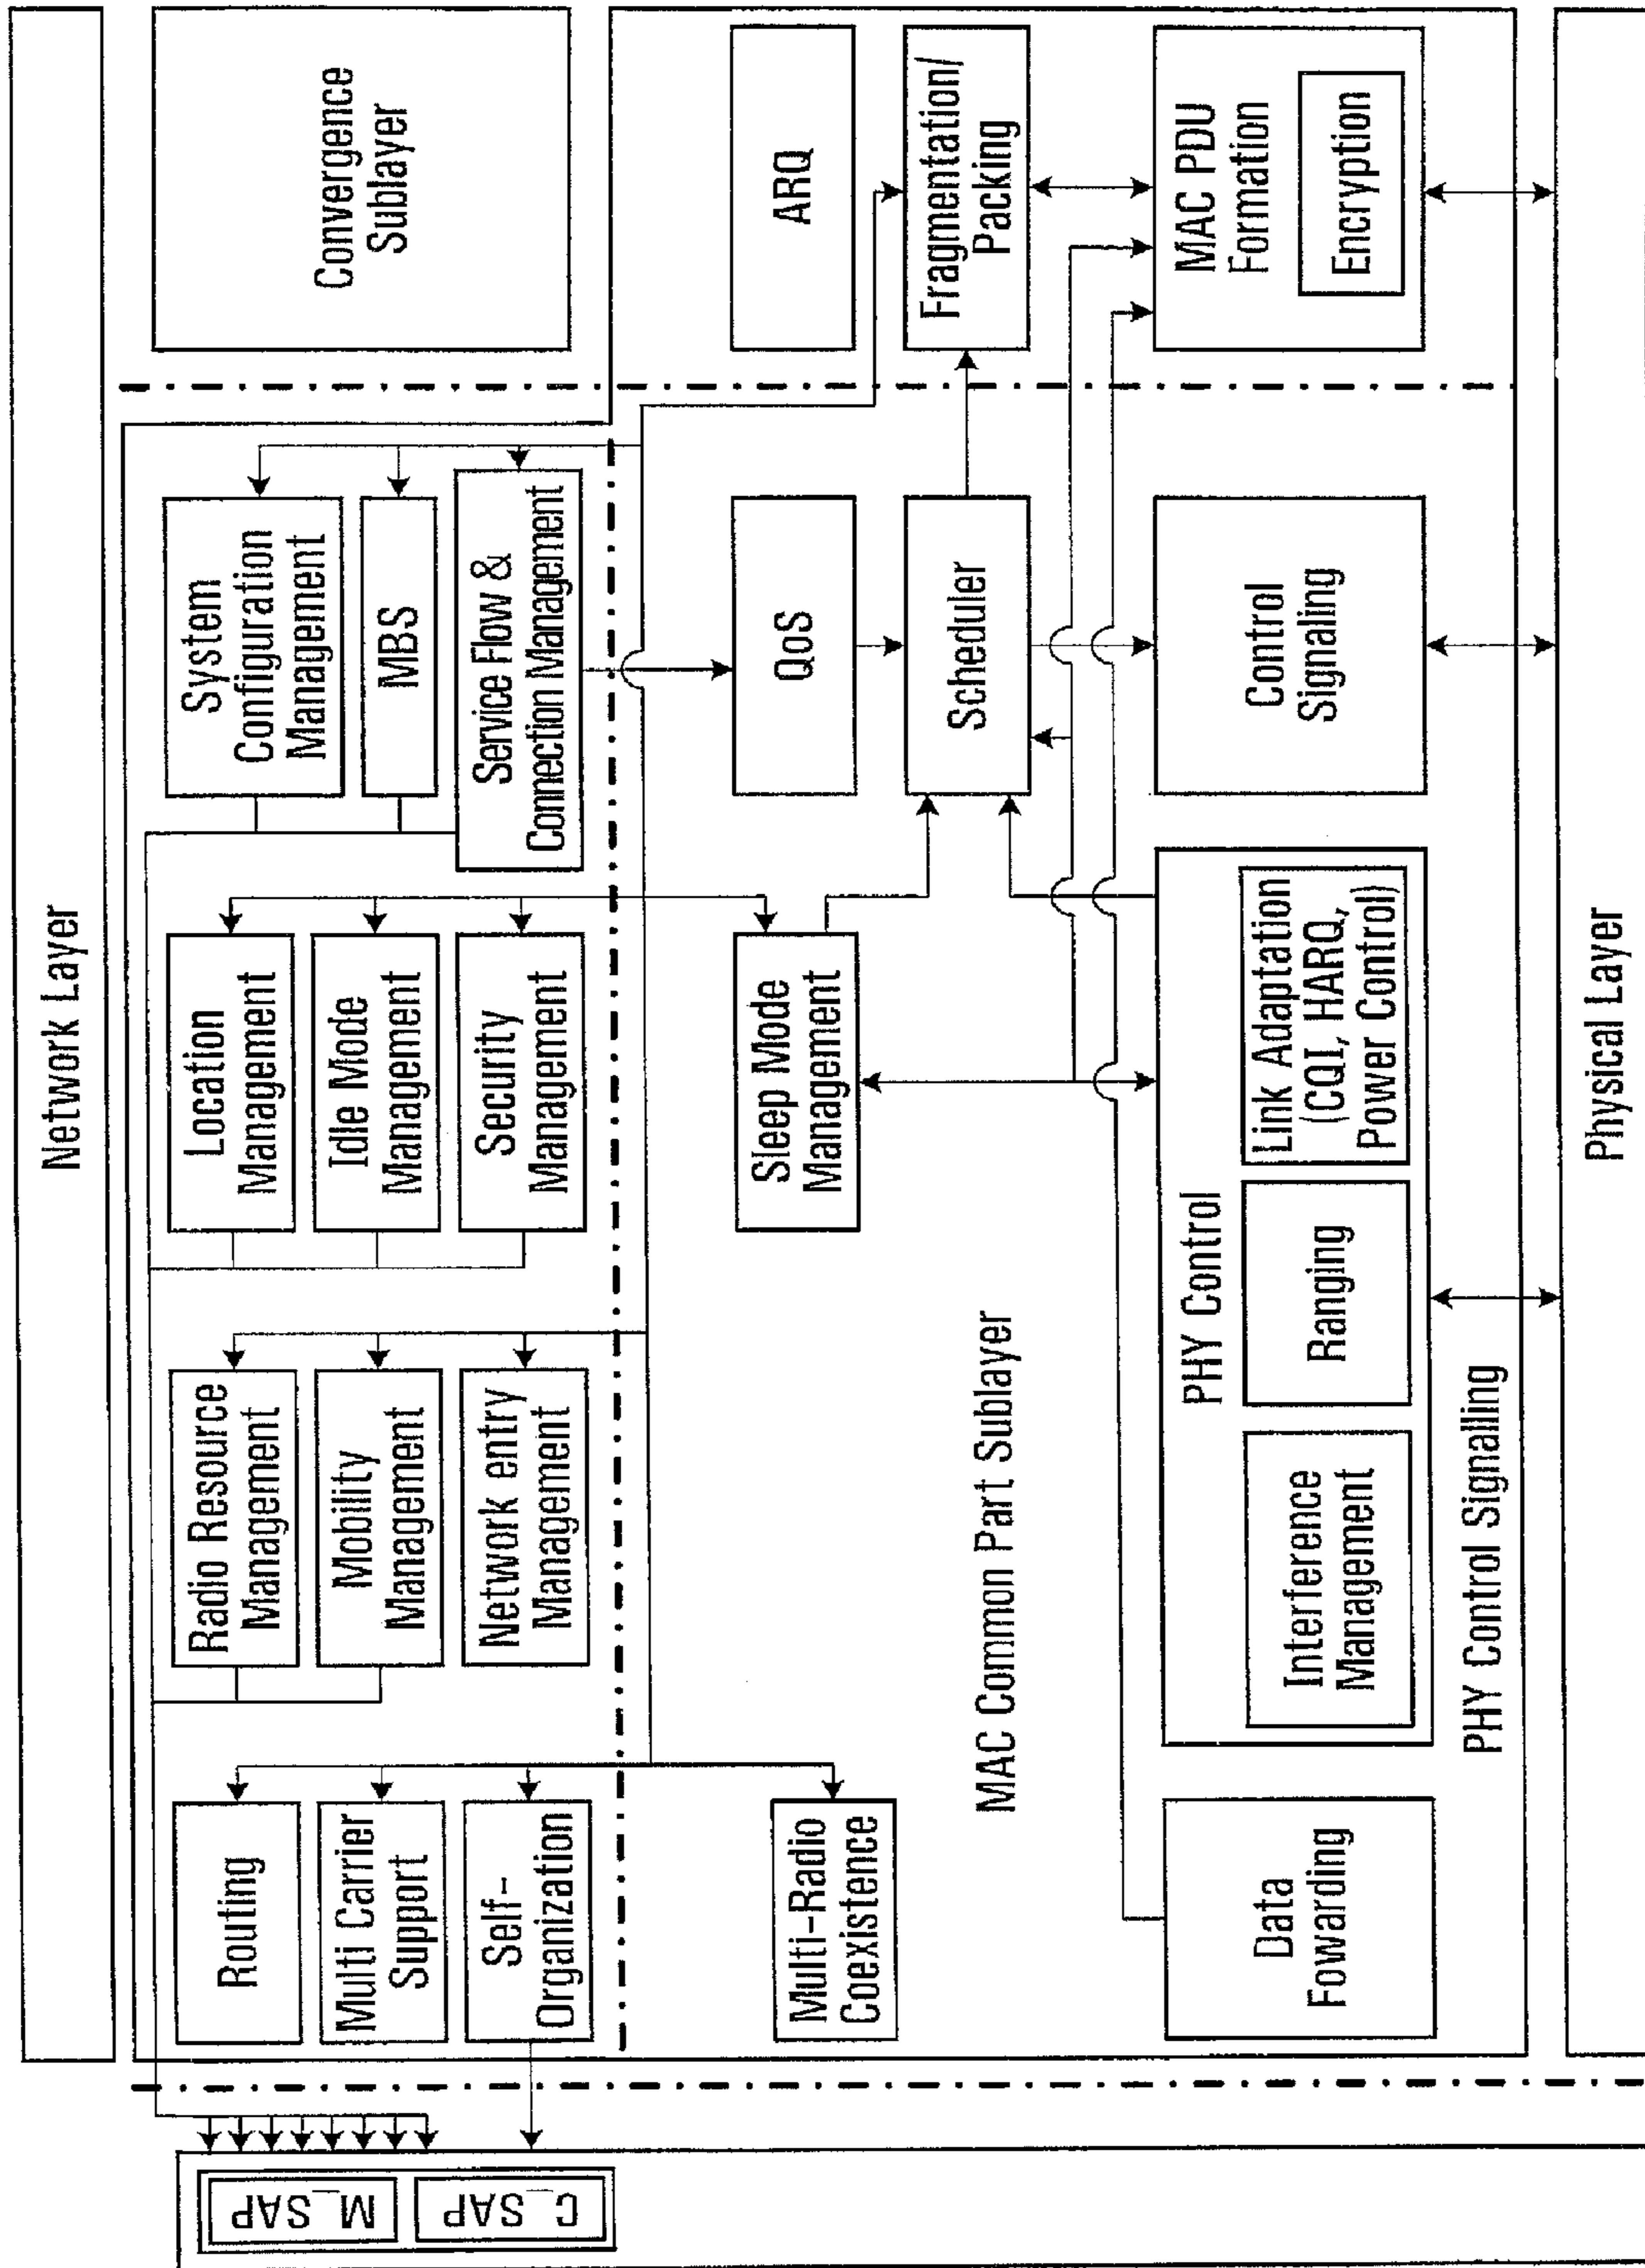 Network Layer
M_SAP
C_SAP
Routing
Multi Carrier
Support
Self-
Organization
Radio Resource
Management
Mobility
Management
Network entry
Management
Location
Management
Idle Mode
Management
Security
Management
System
Configuration
Management
MBS
Service Flow &
Connection Management
Convergence
Sublayer
Multi-Radio
Coexistence
Sleep Mode
Management
QoS
ARQ
Scheduler
Fragmentation/
Packing
MAC Common Part Sublayer
Data
Fowarding
PHY Control
Interference
Management
Ranging
Link Adaptation
(CQI, HARQ,
Power Control)
Control
Signaling
MAC PDU
Formation
Encryption
PHY Control Signaling
Physical Layer